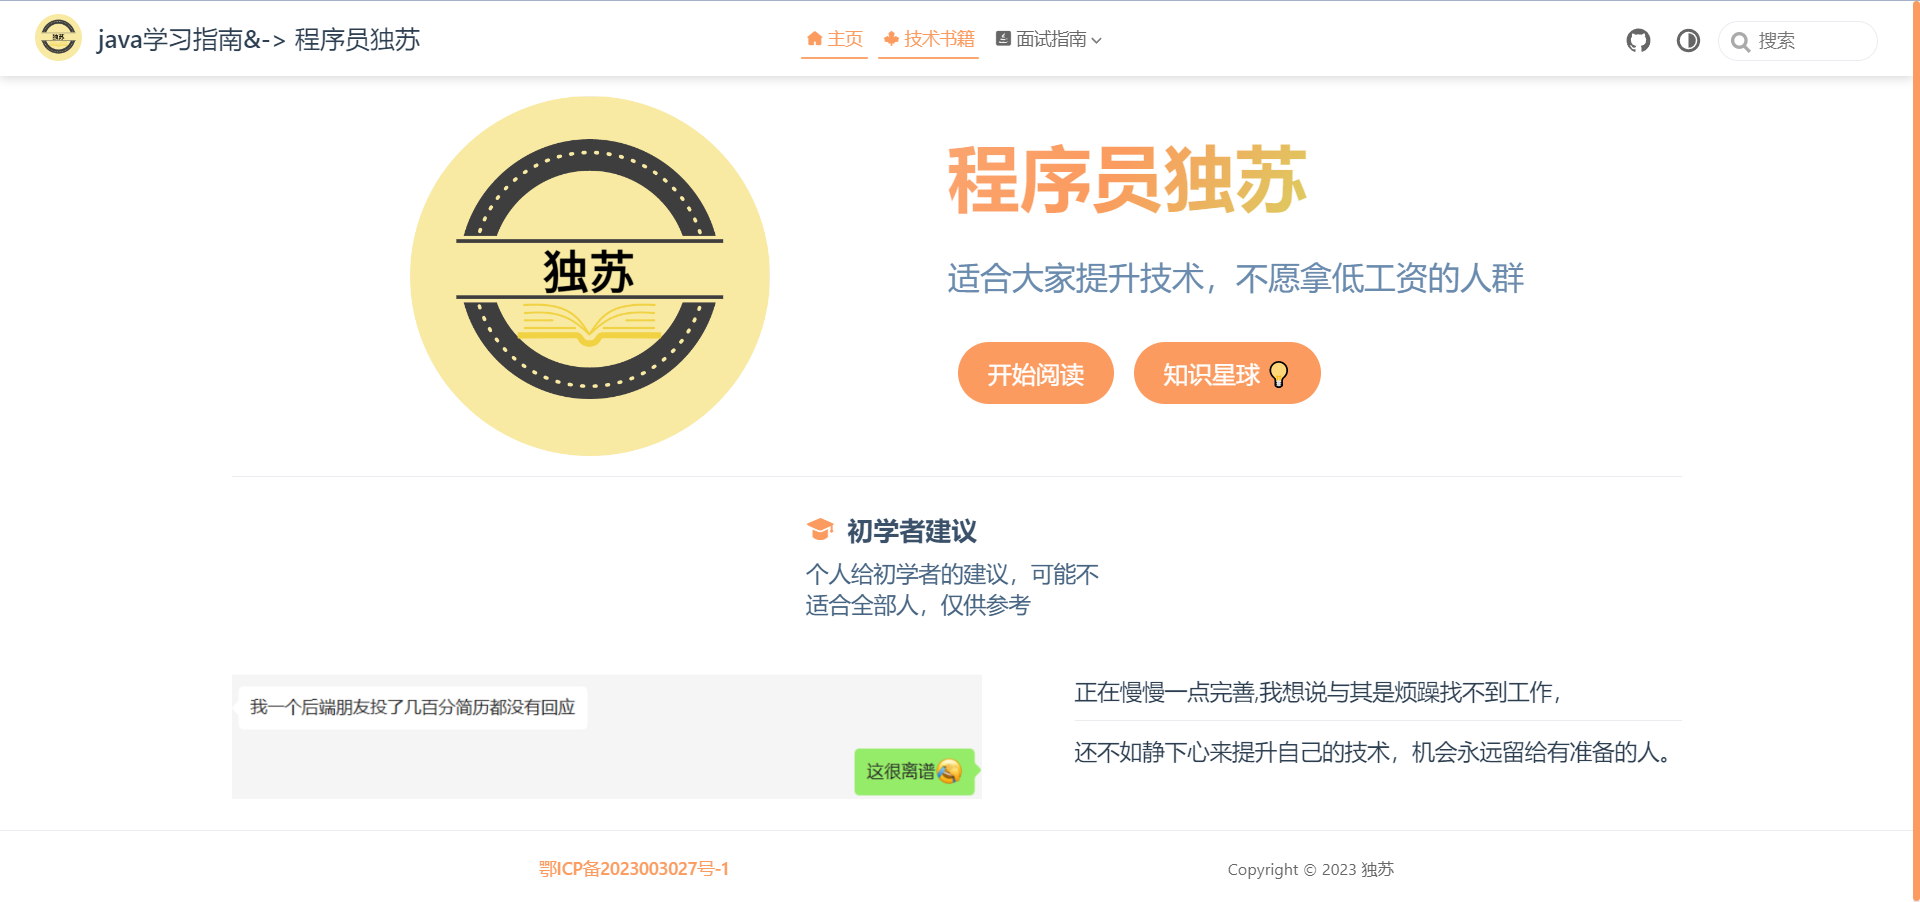 独苏
java学习指南&-> 程序员独苏
主页
技术书籍
面试指南
搜索
独苏
程序员独苏
适合大家提升技术，不愿拿低工资的人群
开始阅读
知识星球
初学者建议
个人给初学者的建议，可能不
适合全部人，仅供参考
我一个后端朋友投了几百分简历都没有回应
这很离谱
正在慢慢一点完善,我想说与其是烦躁找不到工作，
还不如静下心来提升自己的技术，机会永远留给有准备的人。
鄂ICP备2023003027号-1
Copyright © 2023 独苏